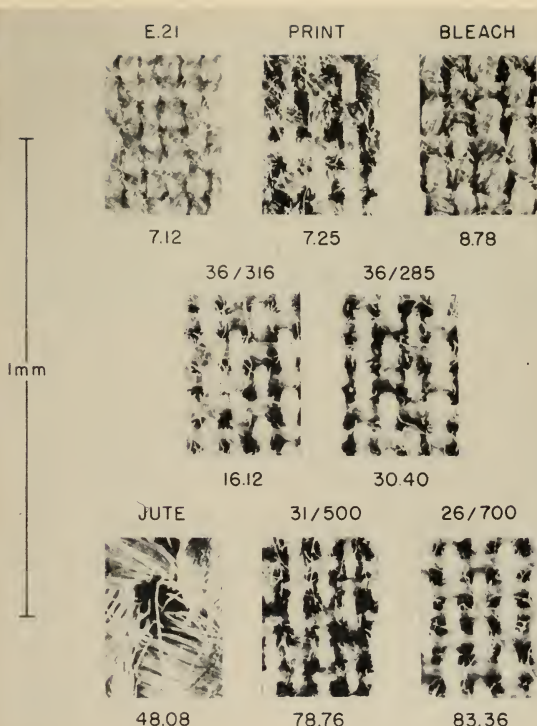 E.21 PRINT BLEACH
7.12 7.25 8.78
36/316 36/285
1mm
16.12 30.40
JUTE 31/500 26/700
48.08 78.76 83.36